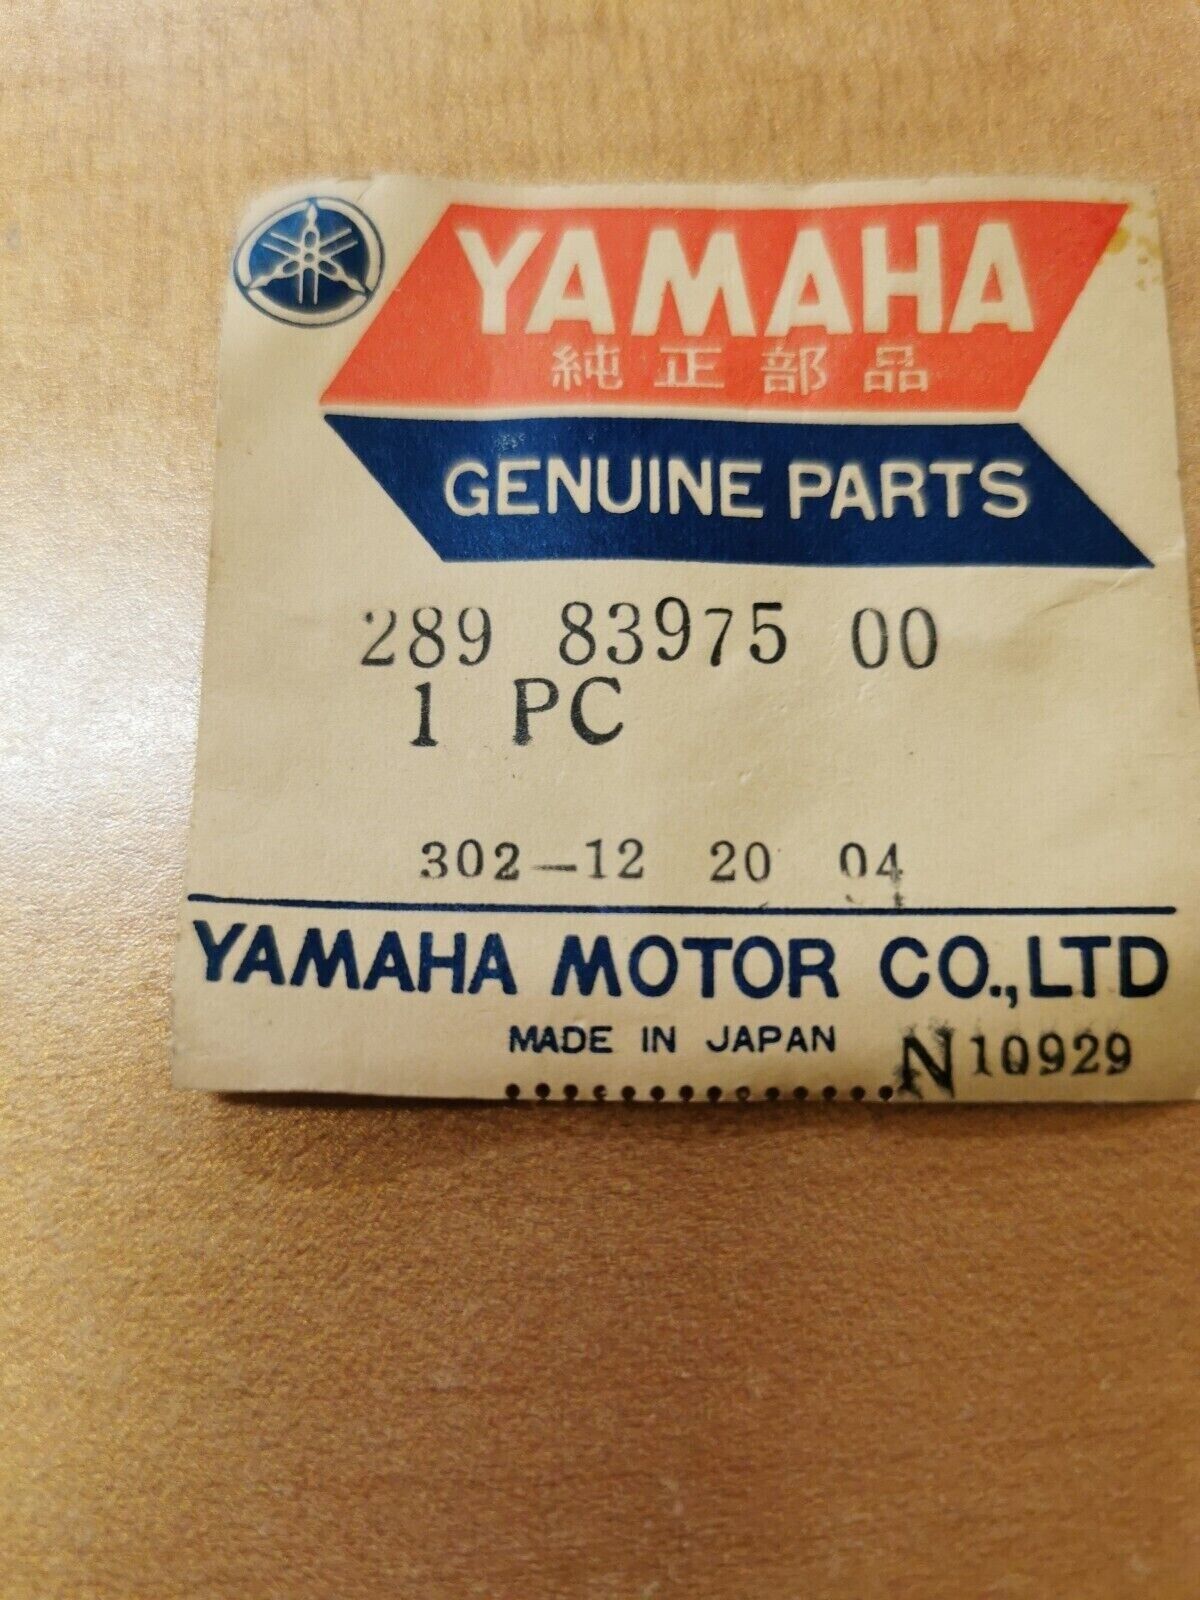 YAMAHA
純正部品
GENUINE PARTS
289 83975 00
1 PC
302-12 20 04
YAMAHA MOTOR CO.,LTD
MADE IN JAPAN
N 10929